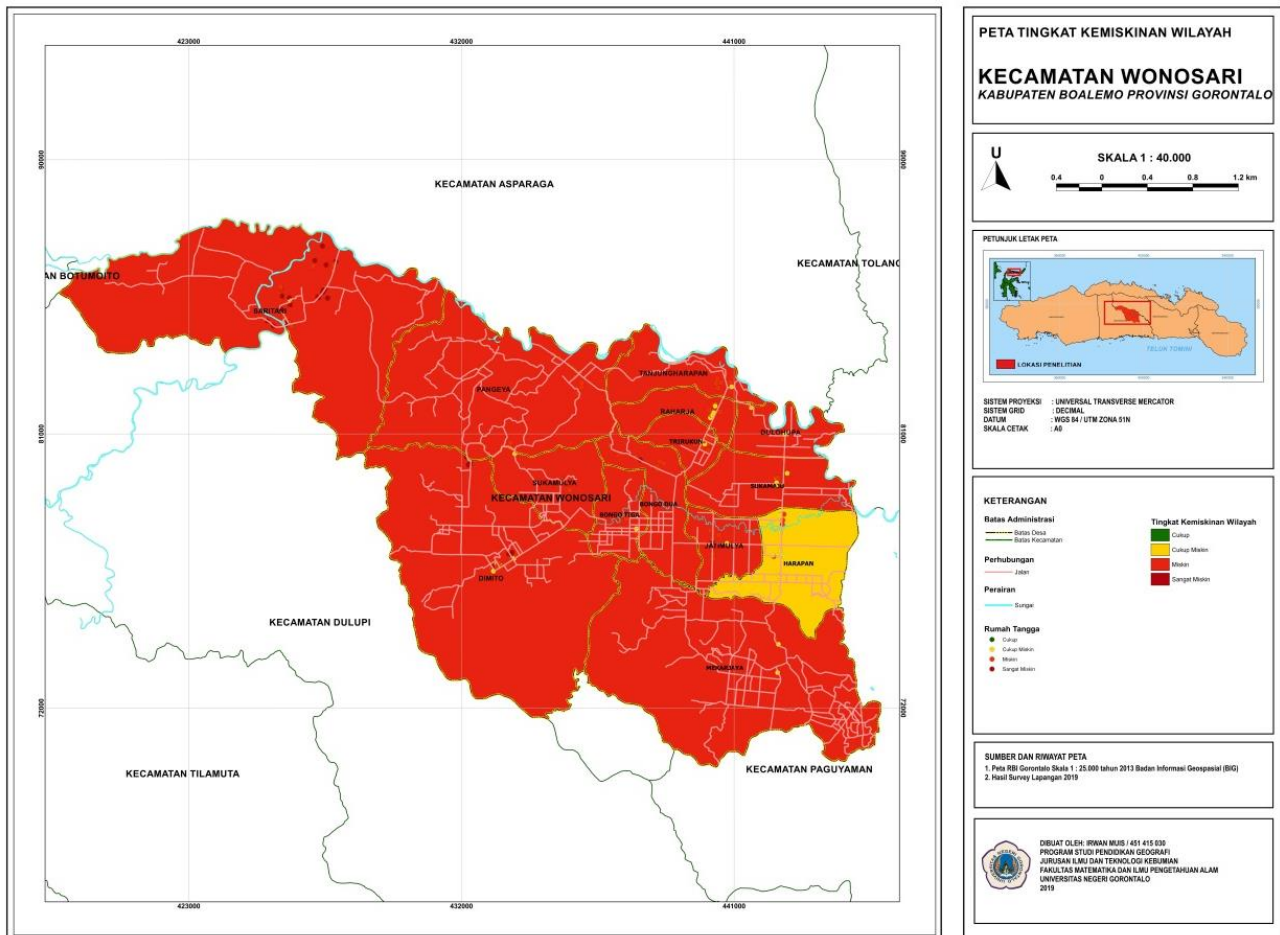 423000
432000
441000
90000
90000
KECAMATAN ASPARAGA
KECAMATAN TOLANG
AN BOTUMOITO
SARITANI
TANJUNGHARAPAN
PANGEYA
RAHARJA
DULOHUPA
81000
TRIRUKUN
81000
SUKAMULYA
SUKAMAJU
KECAMATAN WONOSARI
BONGO DUA
BONGO TIGA
JATIMULYA
HARAPAN
DIMITO
KECAMATAN DULUPI
MEKARJAYA
72000
72000
KECAMATAN TILAMUTA
KECAMATAN PAGUYAMAN
423000
432000
441000
PETA TINGKAT KEMISKINAN WILAYAH
KECAMATAN WONOSARI
KABUPATEN BOALEMO PROVINSI GORONTALO
U
SKALA 1 : 40.000
0.4 0 0.4 0.8 1.2 km
PETUNJUK LETAK PETA
TELUK TOMINI
LOKASI PENELITIAN
SISTEM PROYEKSI : UNIVERSAL TRANSVERSE MERCATOR
SISTEM GRID : DECIMAL
DATUM : WGS 84 / UTM ZONA 51N
SKALA CETAK : A0
KETERANGAN
Batas Administrasi
Batas Desa
Batas Kecamatan
Perhubungan
Jalan
Perairan
Sungai
Rumah Tangga
Cukup
Cukup Miskin
Miskin
Sangat Miskin
Tingkat Kemiskinan Wilayah
Cukup
Cukup Miskin
Miskin
Sangat Miskin
SUMBER DAN RIWAYAT PETA
1. Peta RBI Gorontalo Skala 1 : 25.000 tahun 2013 Badan Informasi Geospasial (BIG)
2. Hasil Survey Lapangan 2019
DIBUAT OLEH: IRWAN MUIS / 451 415 030
PROGRAM STUDI PENDIDIKAN GEOGRAFI
JURUSAN ILMU DAN TEKNOLOGI KEBUMIAN
FAKULTAS MATEMATIKA DAN ILMU PENGETAHUAN ALAM
UNIVERSITAS NEGERI GORONTALO
2019